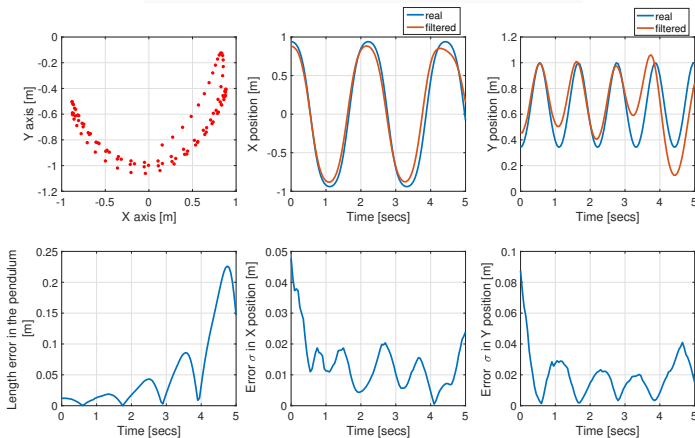 real
filtered
real
filtered
0
-0.2
-0.4
-0.6
-0.8
-1
-1.2
Y axis [m]
-1 -0.5 0 0.5 1
X axis [m]
1
0.5
0
-0.5
-1
X position [m]
0 1 2 3 4 5
Time [secs]
1.2
1
0.8
0.6
0.4
0.2
0
Y position [m]
0 1 2 3 4 5
Time [secs]
0.25
0.20
0.15
0.10
0.05
0
Length error in the pendulum
[m]
0 1 2 3 4 5
Time [secs]
0.05
0.04
0.03
0.02
0.01
0
Error σ in X position [m]
0 1 2 3 4 5
Time [secs]
0.1
0.08
0.06
0.04
0.02
0
Error σ in Y position [m]
0 1 2 3 4 5
Time [secs]